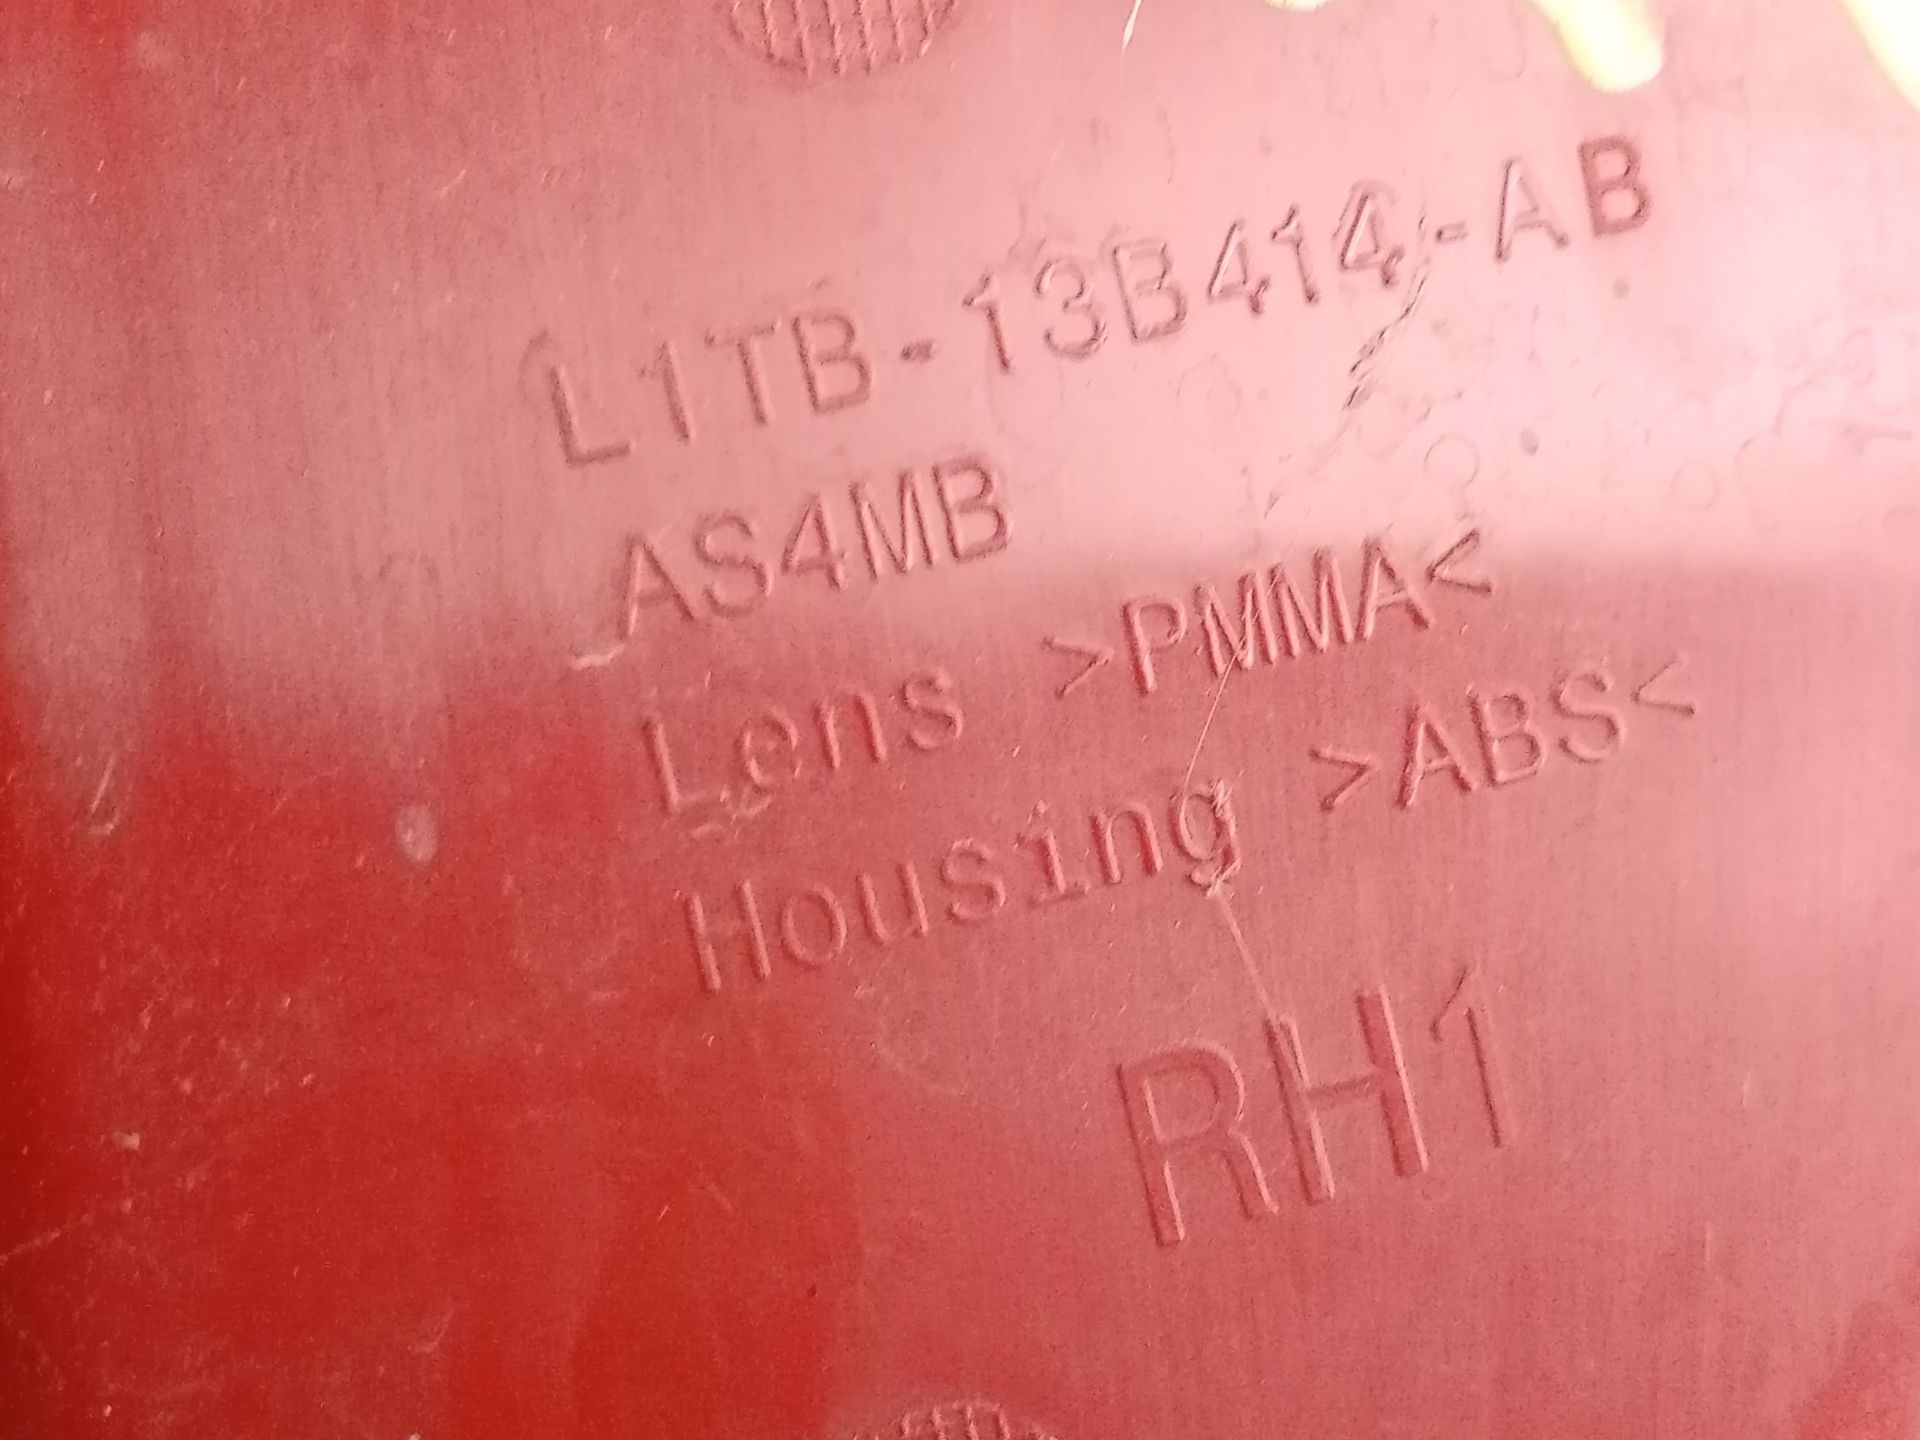 L1TB-13B414-AB
AS4MB
Lens >PMMA<
Housing >ABS<
RH1